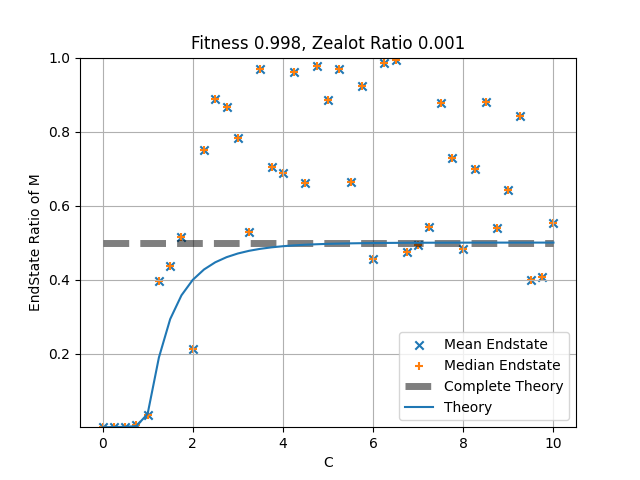 Fitness 0.998, Zealot Ratio 0.001
1.0
0.8
0.6
0.4
0.2
EndState Ratio of M
Mean Endstate
Median Endstate
Complete Theory
Theory
0 2 4 6 8 10
C